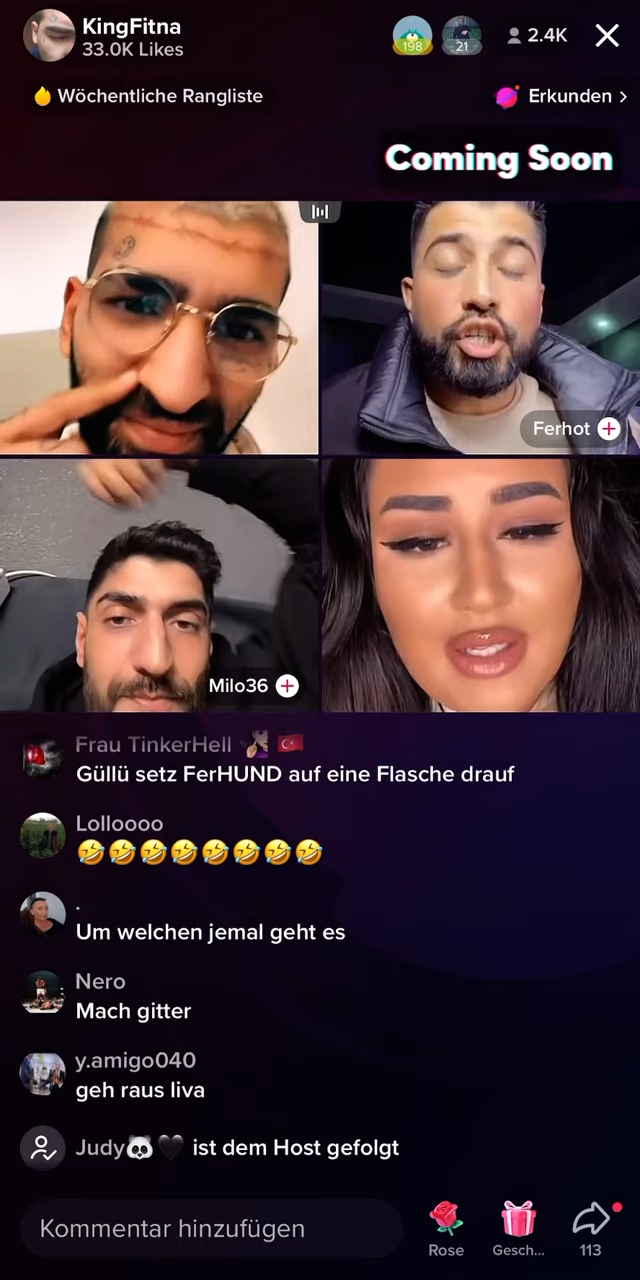 KingFitna
33.0K Likes
198
21
2.4K
Wöchentliche Rangliste
Erkunden
Coming Soon
Ferhot
Milo36
Frau TinkerHell
Güllü setz FerHUND auf eine Flasche drauf
Lolloooo
🤣🤣🤣🤣🤣🤣🤣🤣
.
Um welchen jemal geht es
Nero
Mach gitter
y.amigo040
geh raus liva
Judy🐼🖤 ist dem Host gefolgt
Kommentar hinzufügen
Rose
Gesch...
113